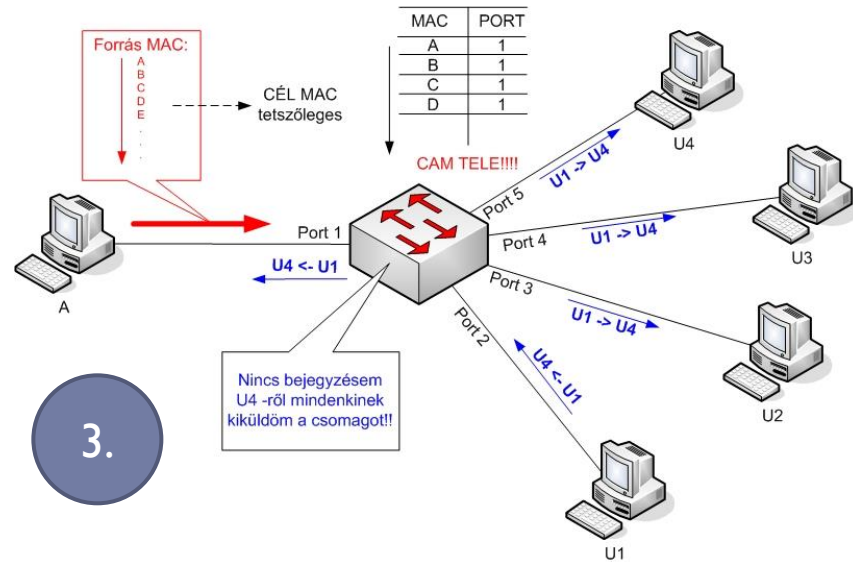 Forrás MAC:
A
B
C
D
E
.
.
.
CÉL MAC
tetszőleges
MAC PORT
A 1
B 1
C 1
D 1
CAM TELE!!!!
U4
Port 5
U1 -> U4
U3
Port 4
U1 -> U4
U2
Port 3
U1 -> U4
U1
Port 2
U4 <- U1
Port 1
U4 <- U1
A
Nincs bejegyzésem
U4 -ről mindenkinek
kiküldöm a csomagot!!
3.